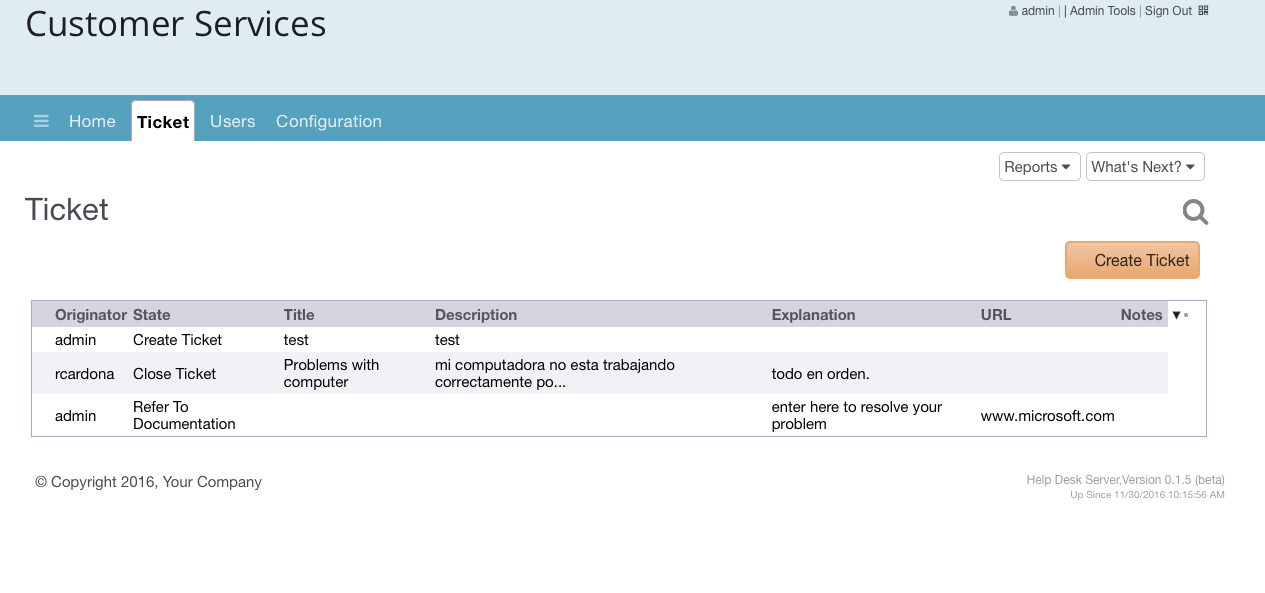 Customer Services
admin | | Admin Tools | Sign Out
Home Ticket Users Configuration
Reports What's Next?
Ticket
Create Ticket
Originator State Title Description Explanation URL Notes
admin Create Ticket test test
rcardona Close Ticket Problems with computer mi computadora no esta trabajando correctamente po... todo en orden.
admin Refer To Documentation enter here to resolve your problem www.microsoft.com
© Copyright 2016, Your Company
Help Desk Server,Version 0.1.5 (beta)
Up Since 11/30/2016 10:15:56 AM